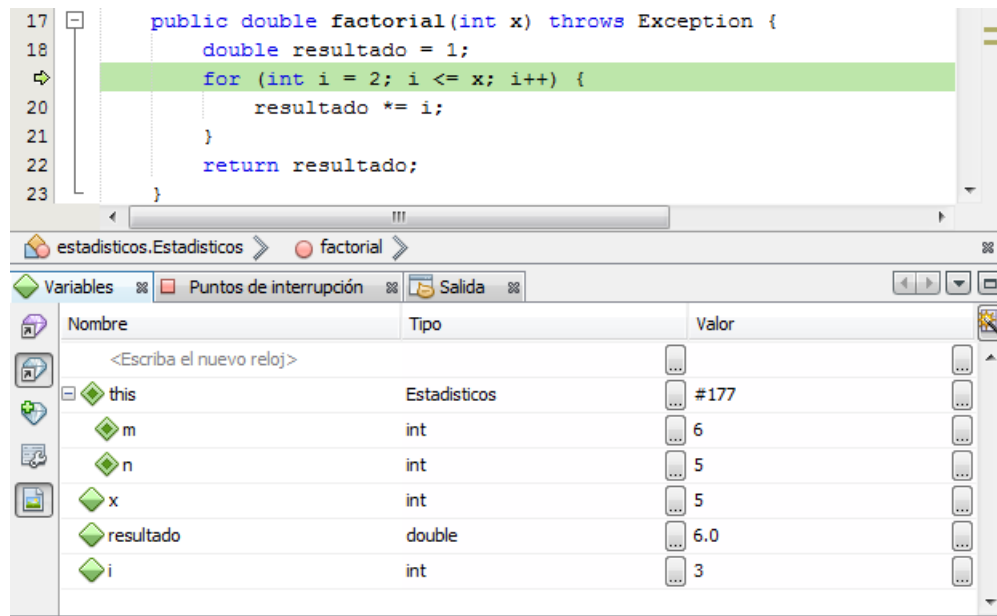 17 public double factorial(int x) throws Exception {
18 double resultado = 1;
for (int i = 2; i <= x; i++) {
20 resultado *= i;
21 }
22 return resultado;
23 }
estadisticos.Estadisticos factorial
Variables Puntos de interrupción Salida
Nombre Tipo Valor
<Escriba el nuevo reloj> ... ...
this Estadisticos ... #177 ...
m int ... 6 ...
n int ... 5 ...
x int ... 5 ...
resultado double ... 6.0 ...
i int ... 3 ...